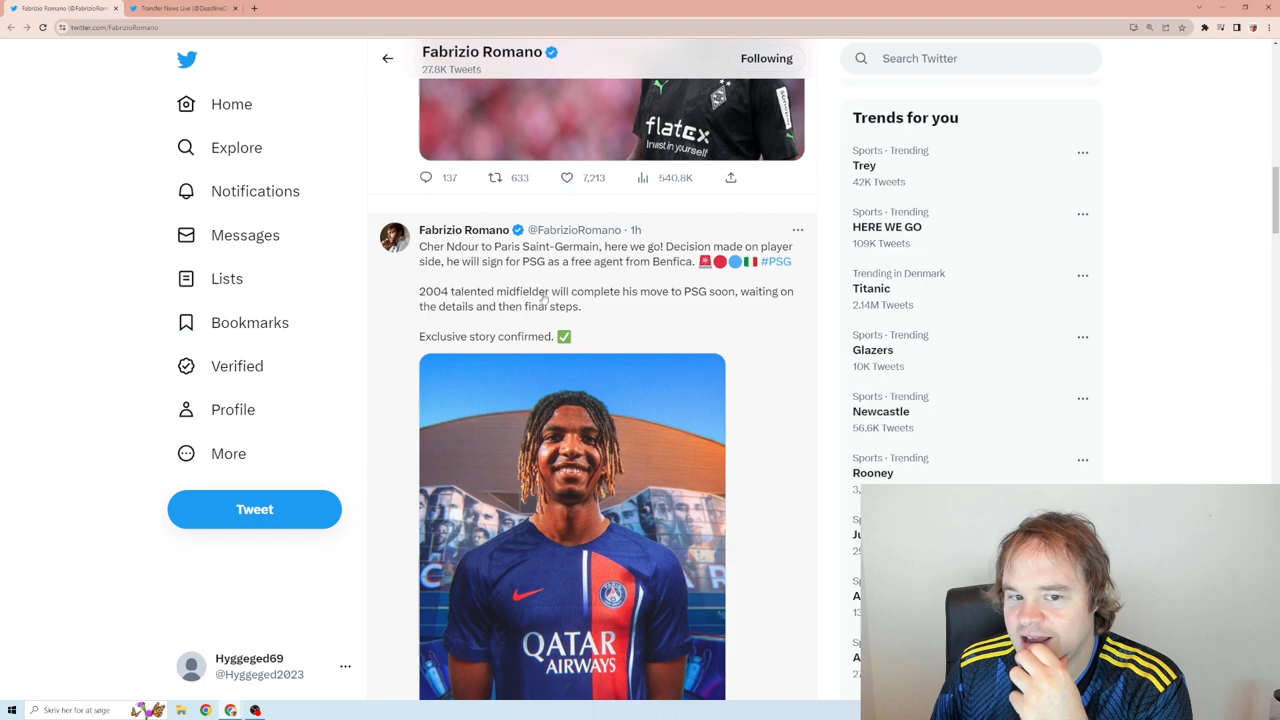 Fabrizio Romano (@FabrizioRom
Transfer News Live (@DeadlineD
twitter.com/FabrizioRomano
Fabrizio Romano
27.8K Tweets
Following
Search Twitter
Home
Explore
Notifications
Messages
Lists
Bookmarks
Verified
Profile
More
Tweet
Hyggeged69
@Hyggeged2023
flatex
Invest in yourself
137
633
7,213
540.8K
Fabrizio Romano @FabrizioRomano · 1h
Cher Ndour to Paris Saint-Germain, here we go! Decision made on player
side, he will sign for PSG as a free agent from Benfica. 🚨🔴🔵🇮🇹 #PSG
2004 talented midfielder will complete his move to PSG soon, waiting on
the details and then final steps.
Exclusive story confirmed. ✅
PARIS
QATAR
AIRWAYS
Trends for you
Sports · Trending
Trey
42K Tweets
Sports · Trending
HERE WE GO
109K Tweets
Trending in Denmark
Titanic
2.14M Tweets
Sports · Trending
Glazers
10K Tweets
Sports · Trending
Newcastle
56.6K Tweets
Sports · Trending
Rooney
Skriv her for at søge